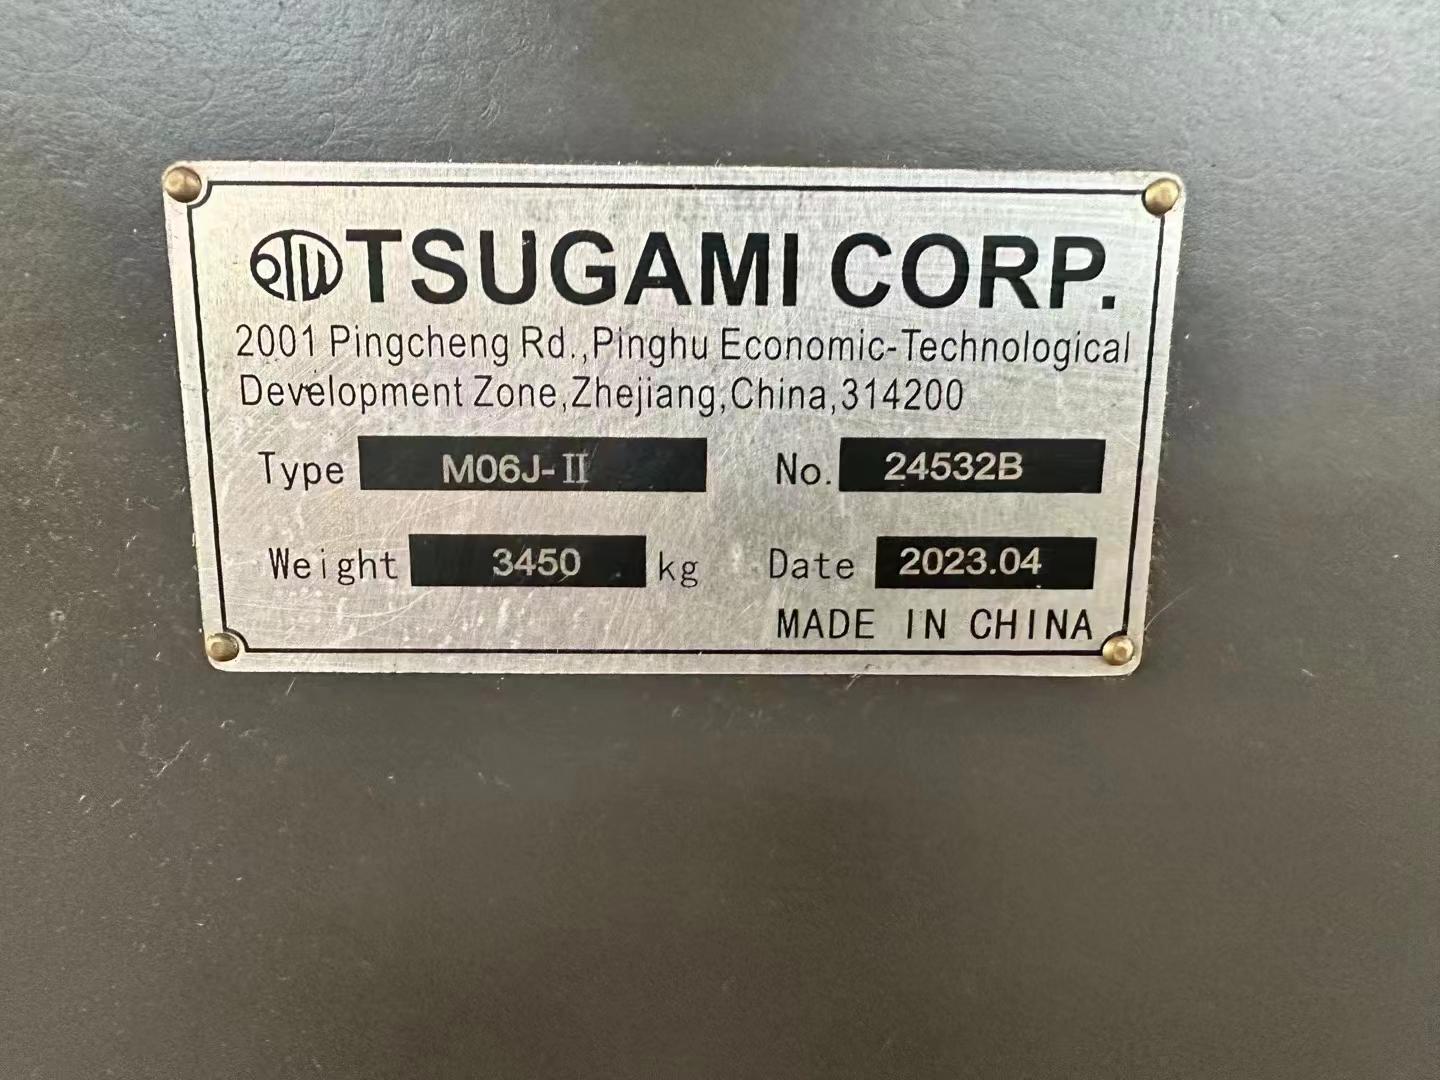 TSUGAMI CORP.
2001 Pingcheng Rd.,Pinghu Economic-Technological
Development Zone,Zhejiang,China,314200
Type M06J-II No. 24532B
Weight 3450 kg Date 2023.04
MADE IN CHINA